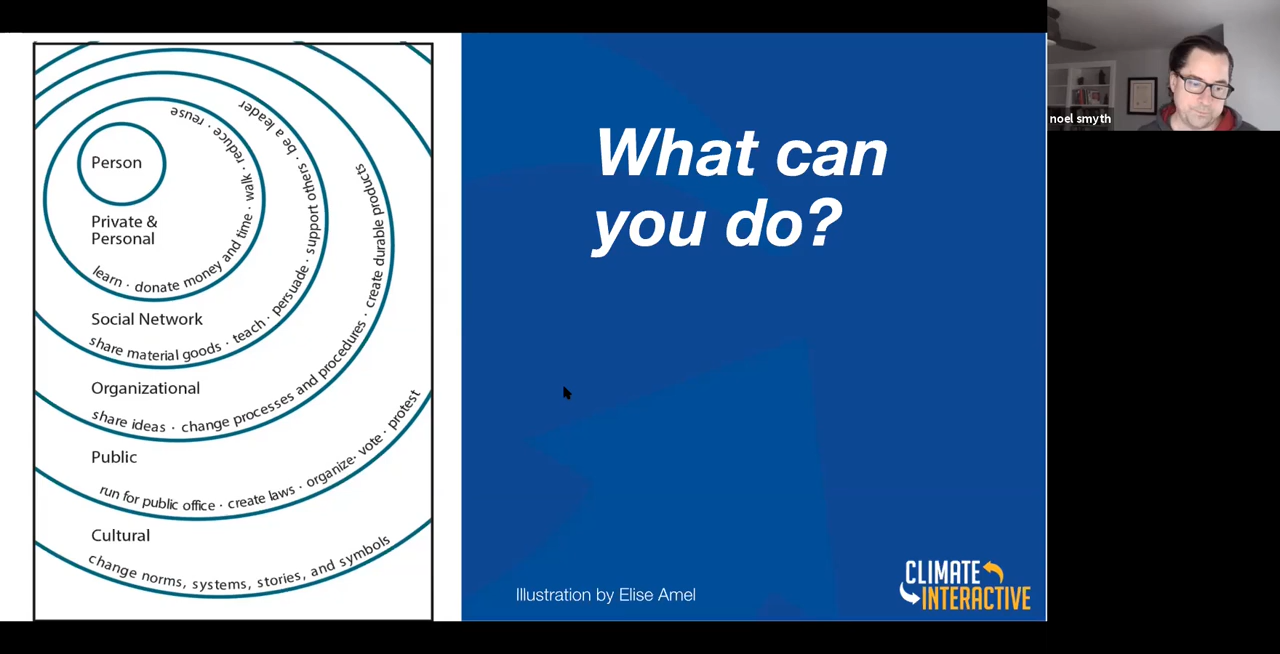 Person
Private &
Personal
learn · donate money and time · walk · reduce · reuse
Social Network
share material goods · teach · persuade · support others · be a leader
Organizational
share ideas · change processes and procedures · create durable products
Public
run for public office · create laws · organize· vote · protest
Cultural
change norms, systems, stories, and symbols
What can
you do?
Illustration by Elise Amel
CLIMATE
INTERACTIVE
noel smyth